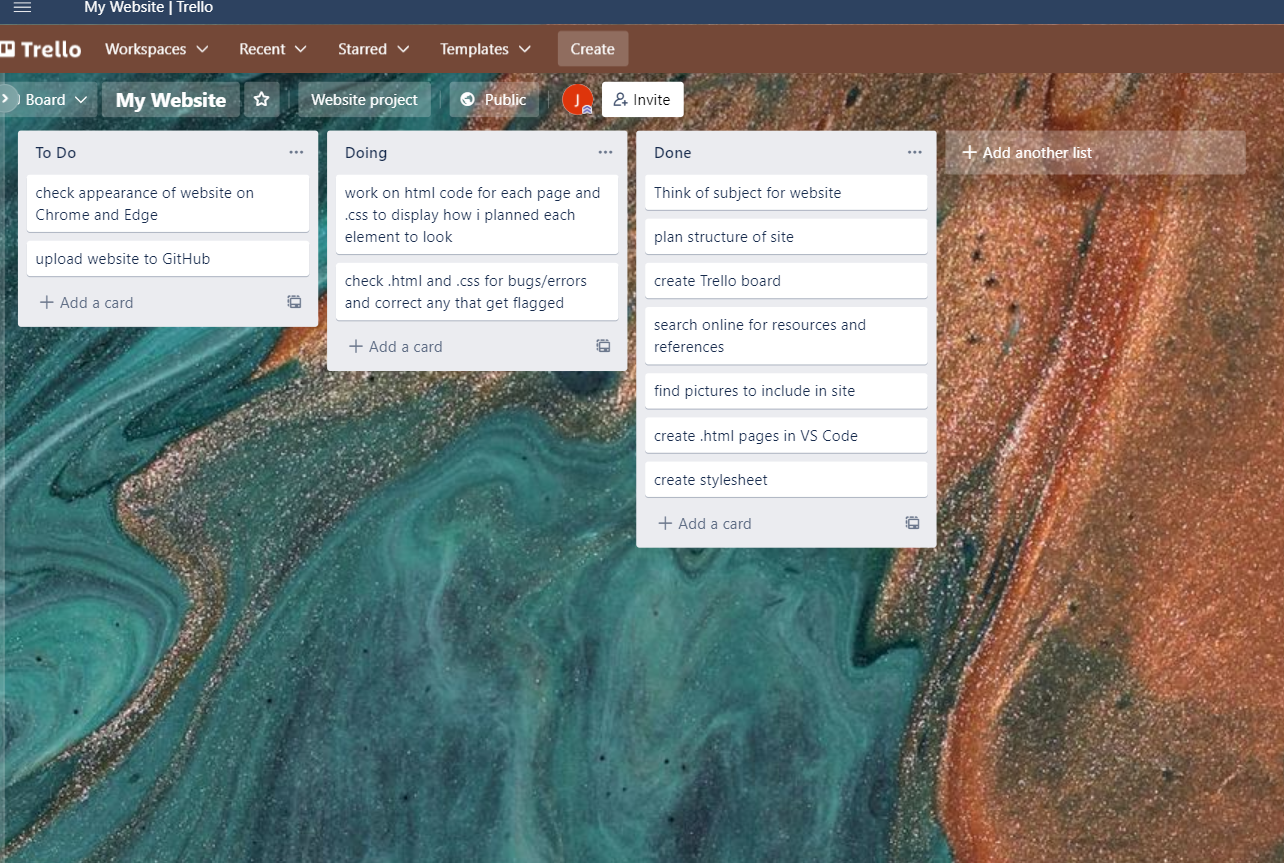 My Website | Trello
Trello
Workspaces
Recent
Starred
Templates
Create
Board
My Website
Website project
Public
J
Invite
To Do
check appearance of website on
Chrome and Edge
upload website to GitHub
Add a card
Doing
work on html code for each page and
.css to display how i planned each
element to look
check .html and .css for bugs/errors
and correct any that get flagged
Add a card
Done
Think of subject for website
plan structure of site
create Trello board
search online for resources and
references
find pictures to include in site
create .html pages in VS Code
create stylesheet
Add a card
Add another list